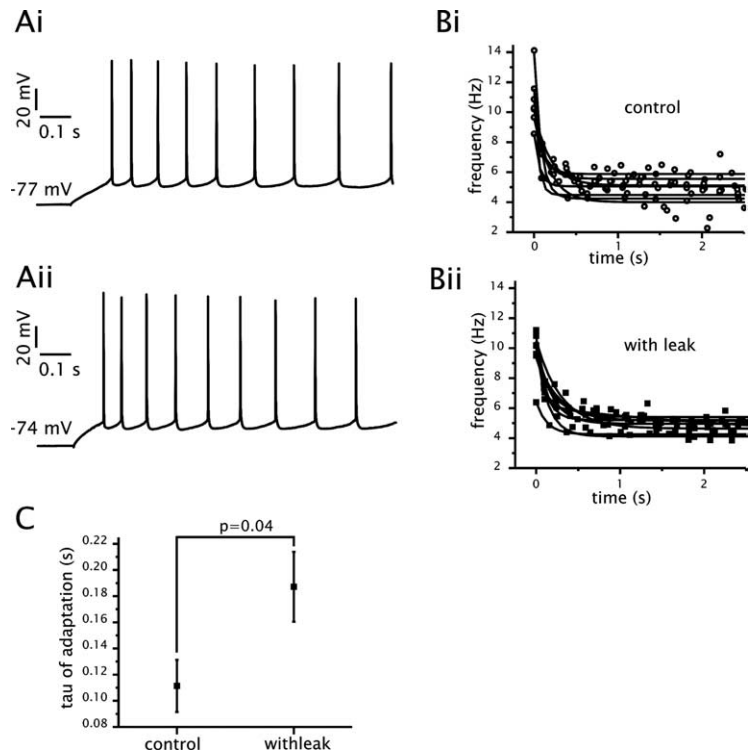 Ai
20 mV
0.1 s
-77 mV
Aii
20 mV
0.1 s
-74 mV
Bi
14
12
10
8
6
4
2
frequency (Hz)
control
0
1
2
time (s)
Bii
14
12
10
8
6
4
2
frequency (Hz)
with leak
0
1
2
time (s)
C
p=0.04
0.22
0.20
0.18
0.16
0.14
0.12
0.10
0.08
tau of adaptation (s)
control
withleak